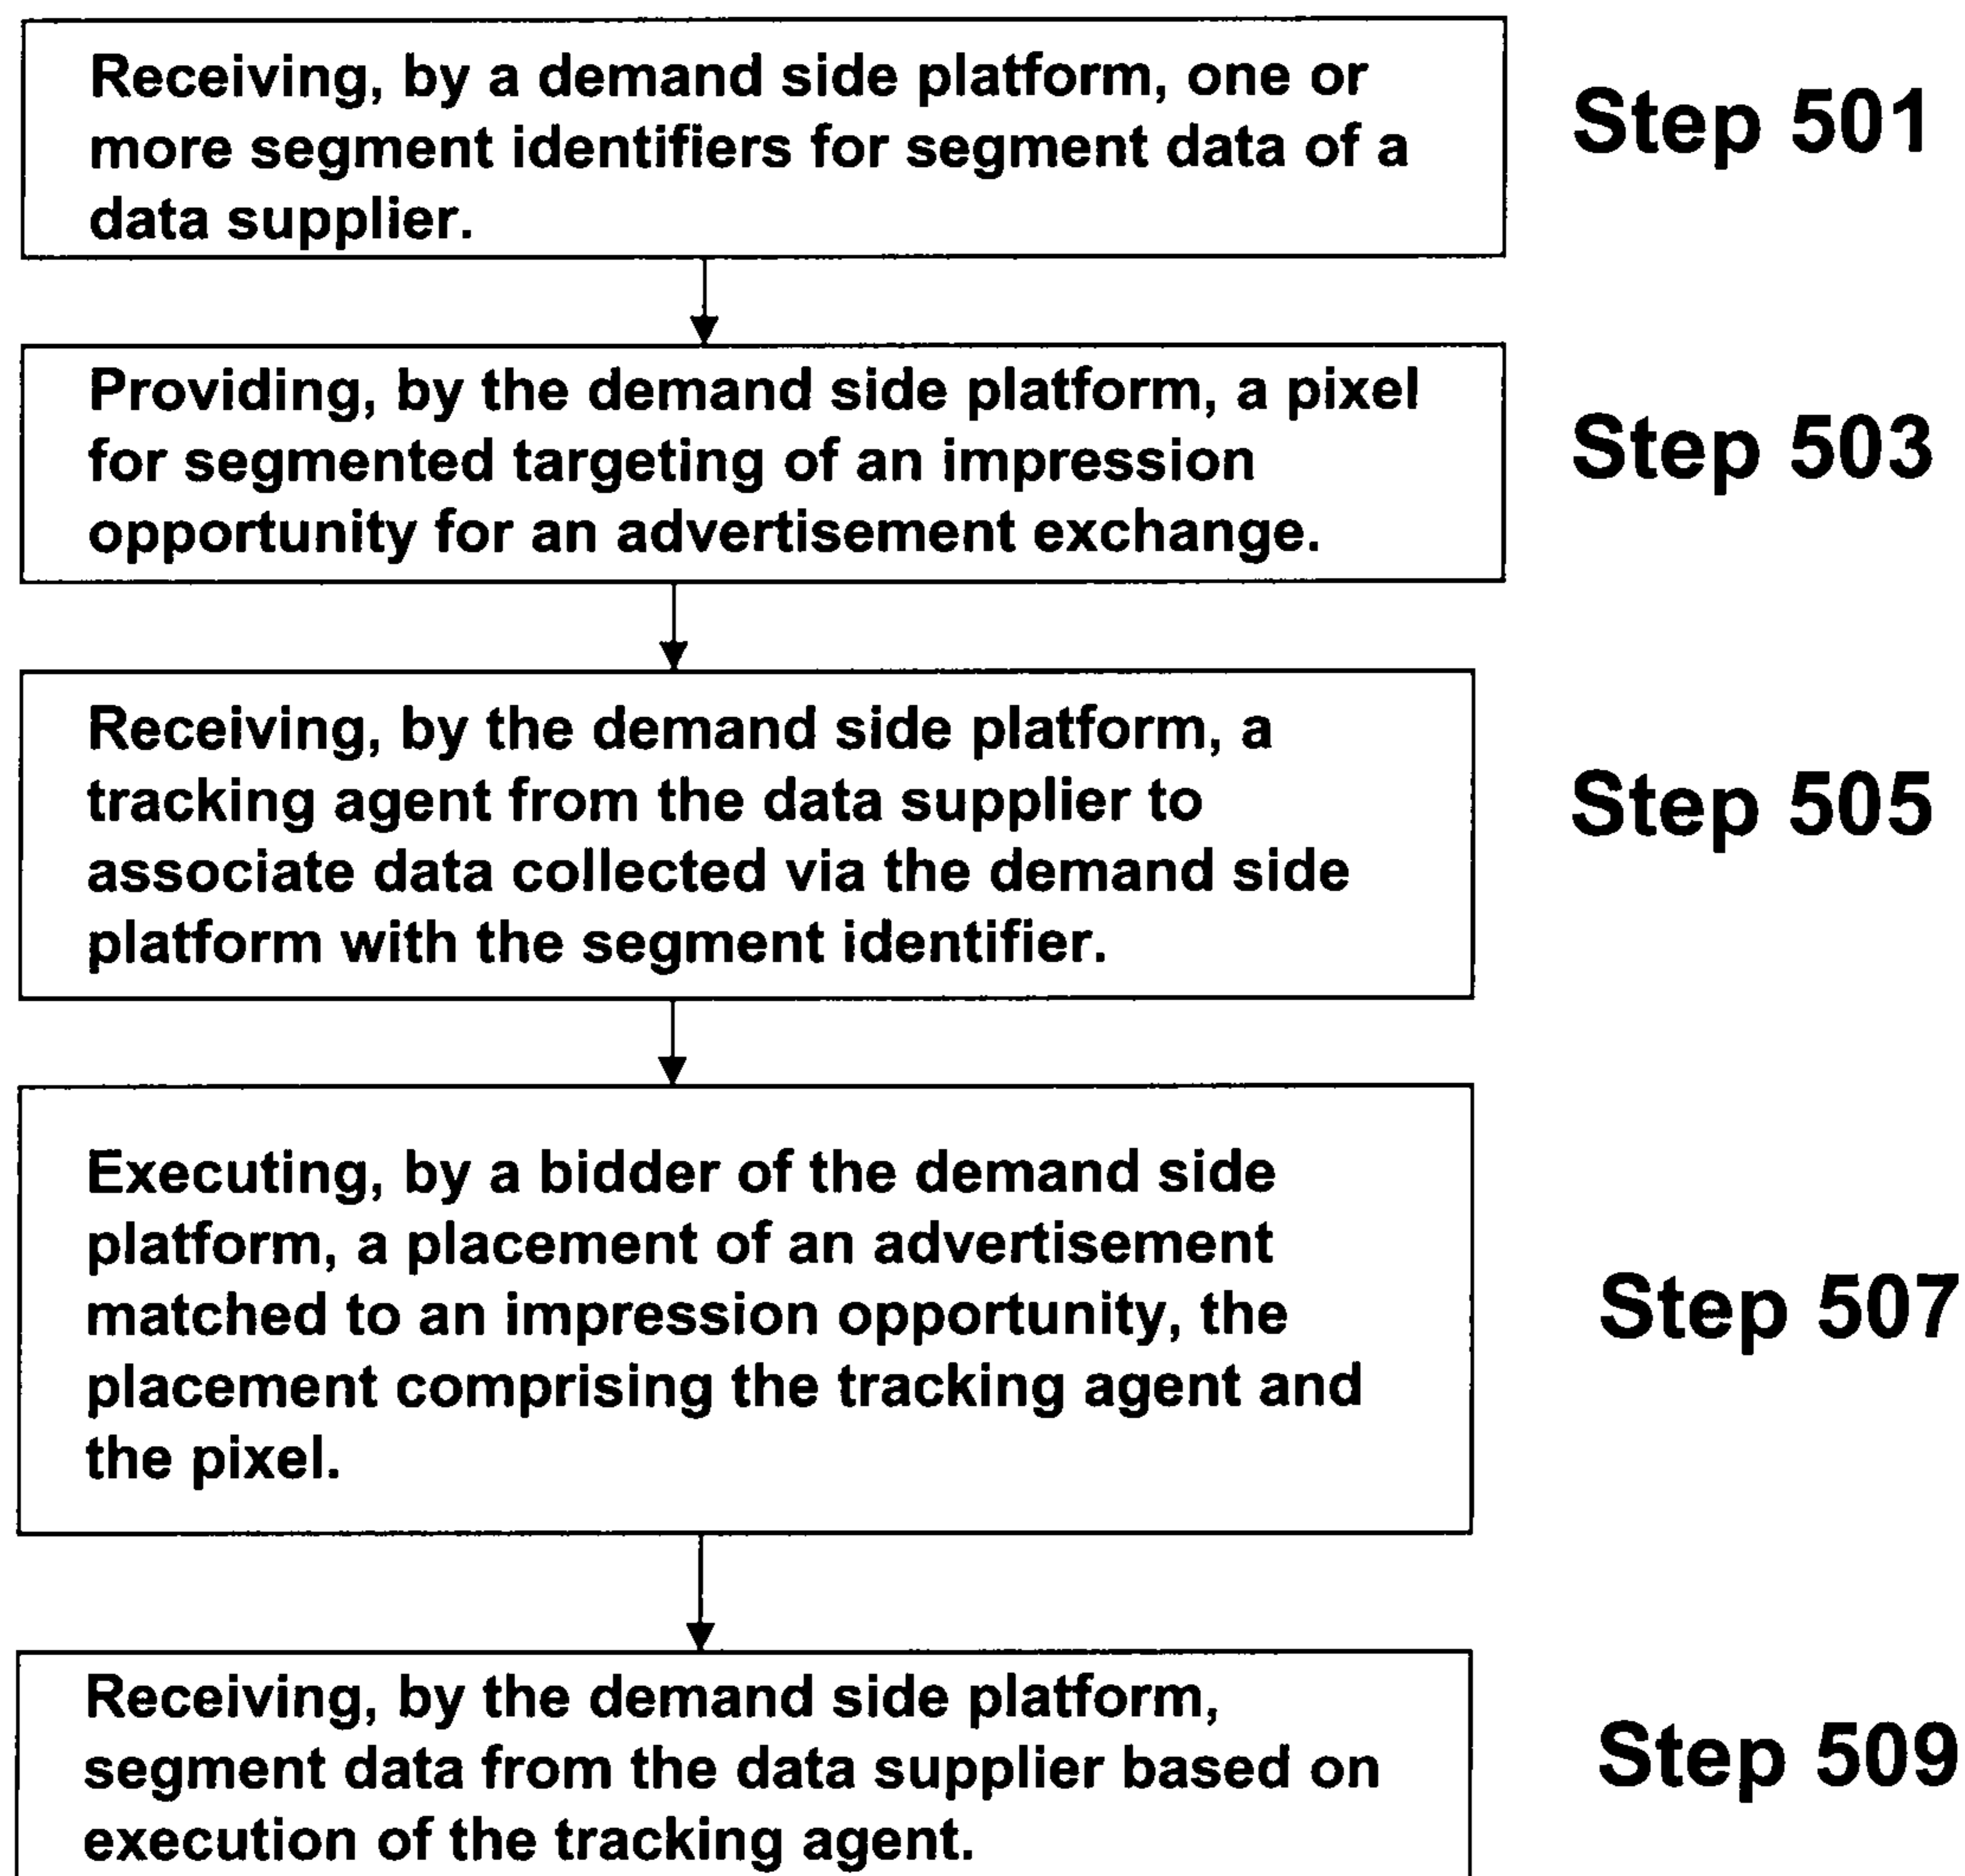 Receiving, by a demand side platform, one or
more segment identifiers for segment data of a
data supplier.
Step 501
Providing, by the demand side platform, a pixel
for segmented targeting of an impression
opportunity for an advertisement exchange.
Step 503
Receiving, by the demand side platform, a
tracking agent from the data supplier to
associate data collected via the demand side
platform with the segment identifier.
Step 505
Executing, by a bidder of the demand side
platform, a placement of an advertisement
matched to an impression opportunity, the
placement comprising the tracking agent and
the pixel.
Step 507
Receiving, by the demand side platform,
segment data from the data supplier based on
execution of the tracking agent.
Step 509